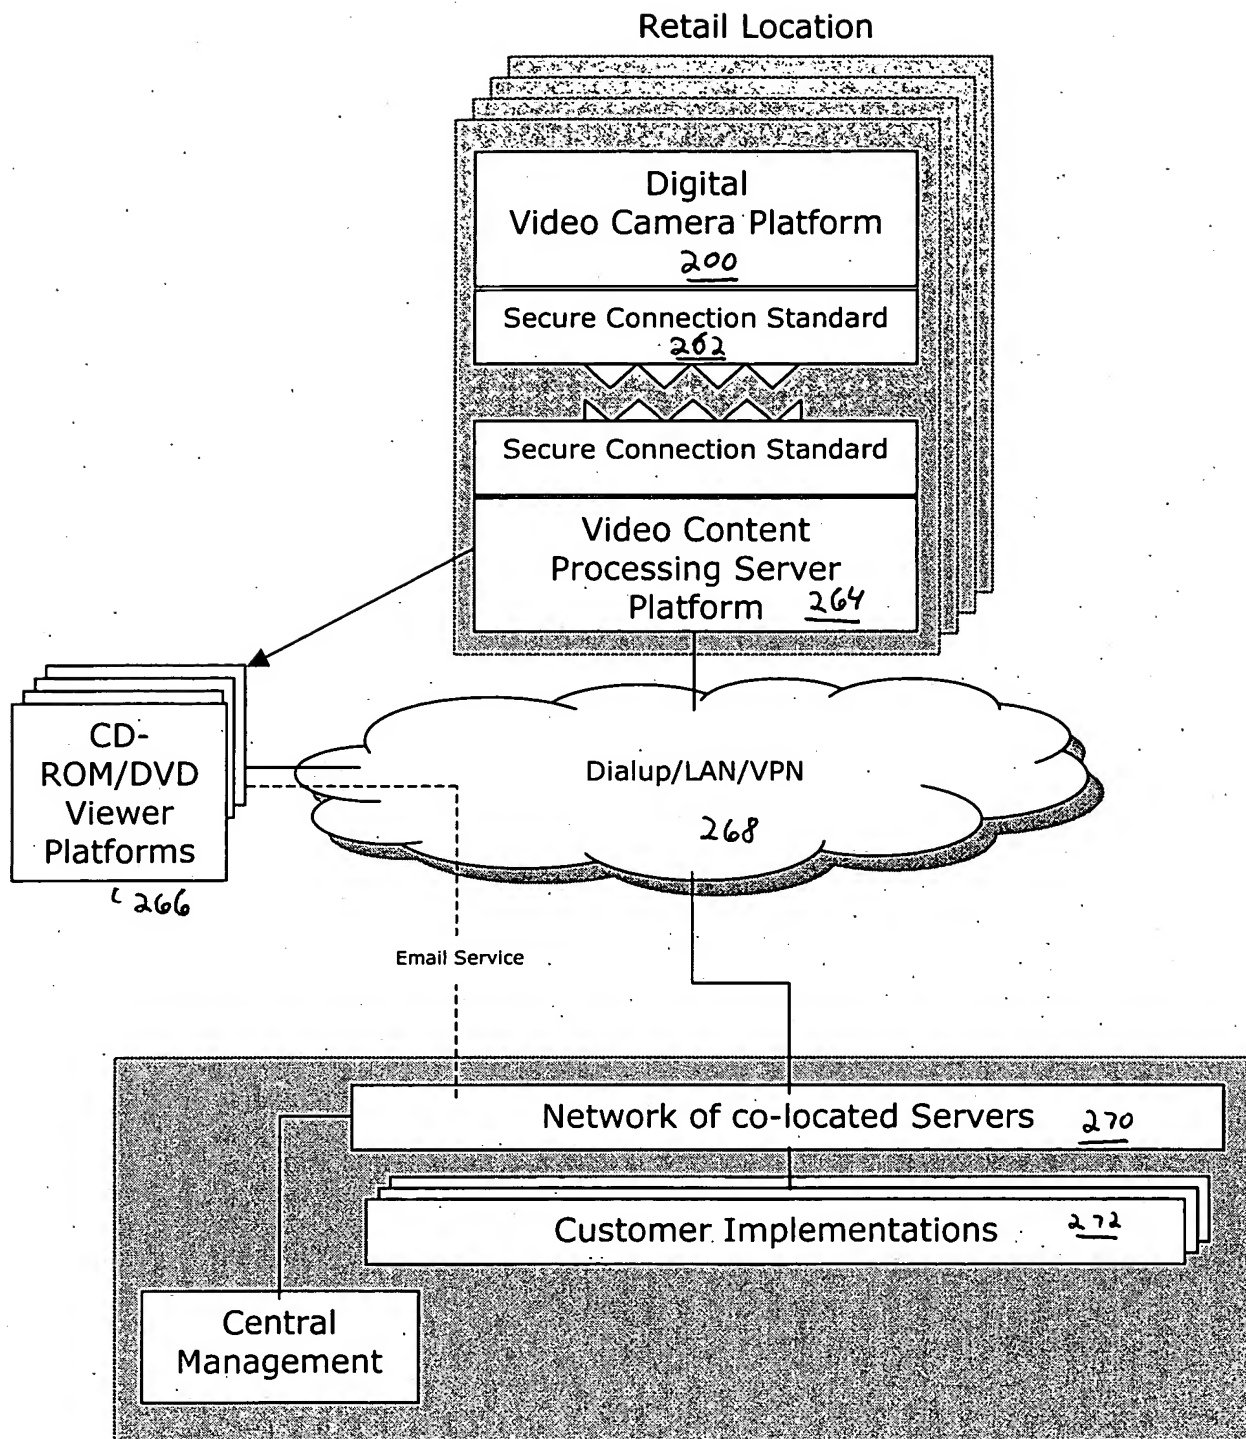 Retail Location
Digital
Video Camera Platform
200
Secure Connection Standard
262
Secure Connection Standard
Video Content
Processing Server
Platform 264
CD-
ROM/DVD
Viewer
Platforms
266
Dialup/LAN/VPN
268
Email Service
Network of co-located Servers 270
Customer Implementations 272
Central
Management